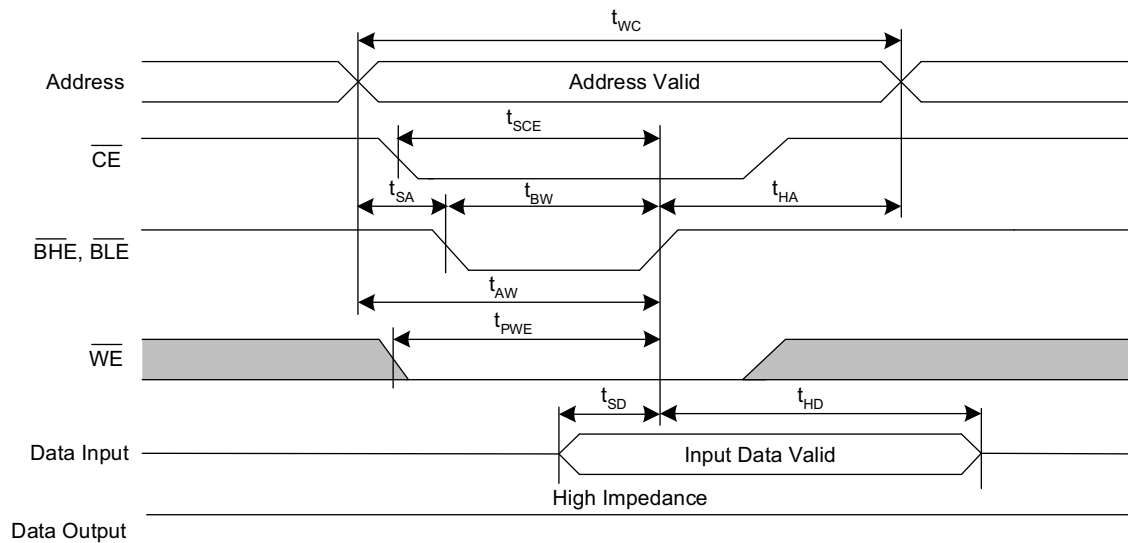 tWC
Address
Address Valid
tSCE
CE
tSA
tBW
tHA
BHE, BLE
tAW
tPWE
WE
tSD
tHD
Data Input
Input Data Valid
High Impedance
Data Output